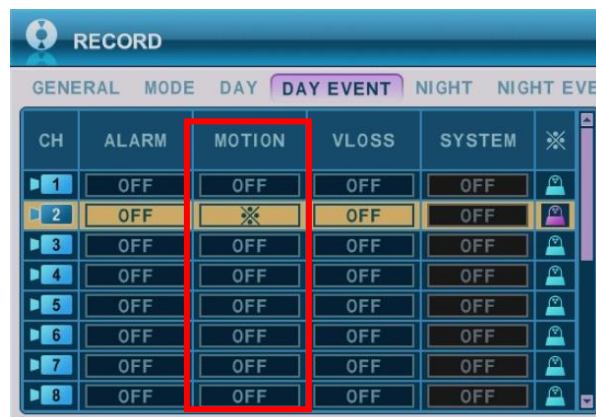 RECORD
GENERAL MODE DAY DAY EVENT NIGHT NIGHT EVE
CH ALARM MOTION VLOSS SYSTEM ※
1 OFF OFF OFF OFF
2 OFF ※ OFF OFF
3 OFF OFF OFF OFF
4 OFF OFF OFF OFF
5 OFF OFF OFF OFF
6 OFF OFF OFF OFF
7 OFF OFF OFF OFF
8 OFF OFF OFF OFF